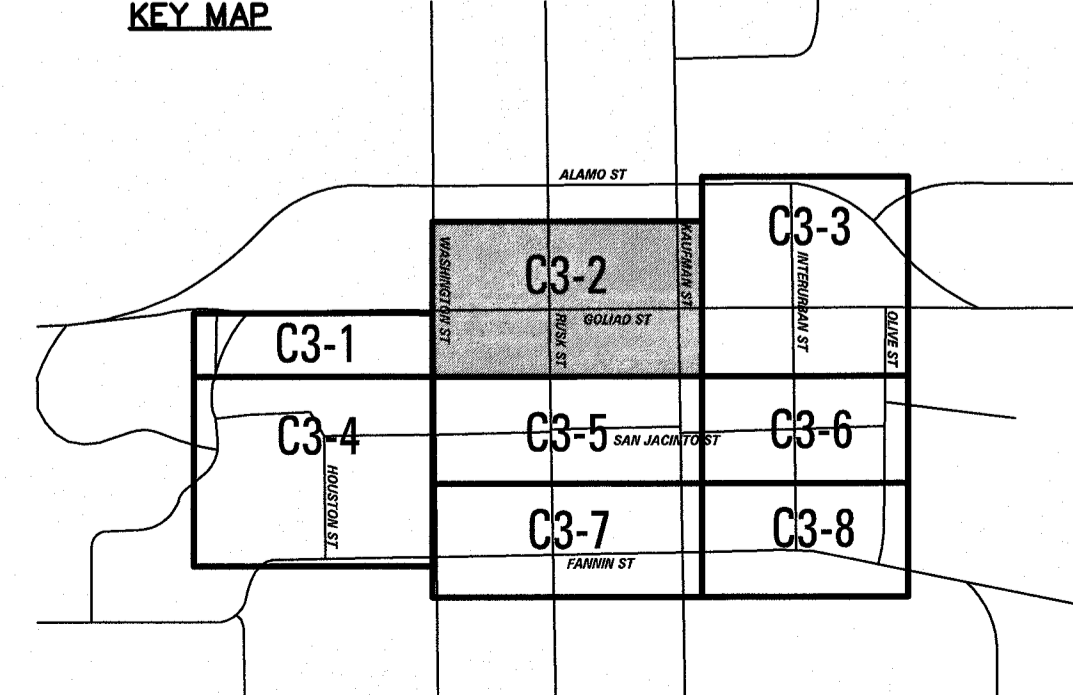 KEY MAP
ALAMO ST
C3-3
WASHINGTON ST
C3-2
KAUFMAN ST
INTERURBAN ST
RUSK ST
GOLIAD ST
OLIVE ST
C3-1
C3-4
C3-5
SAN JACINTO ST
C3-6
HOUSTON ST
C3-7
C3-8
FANNIN ST